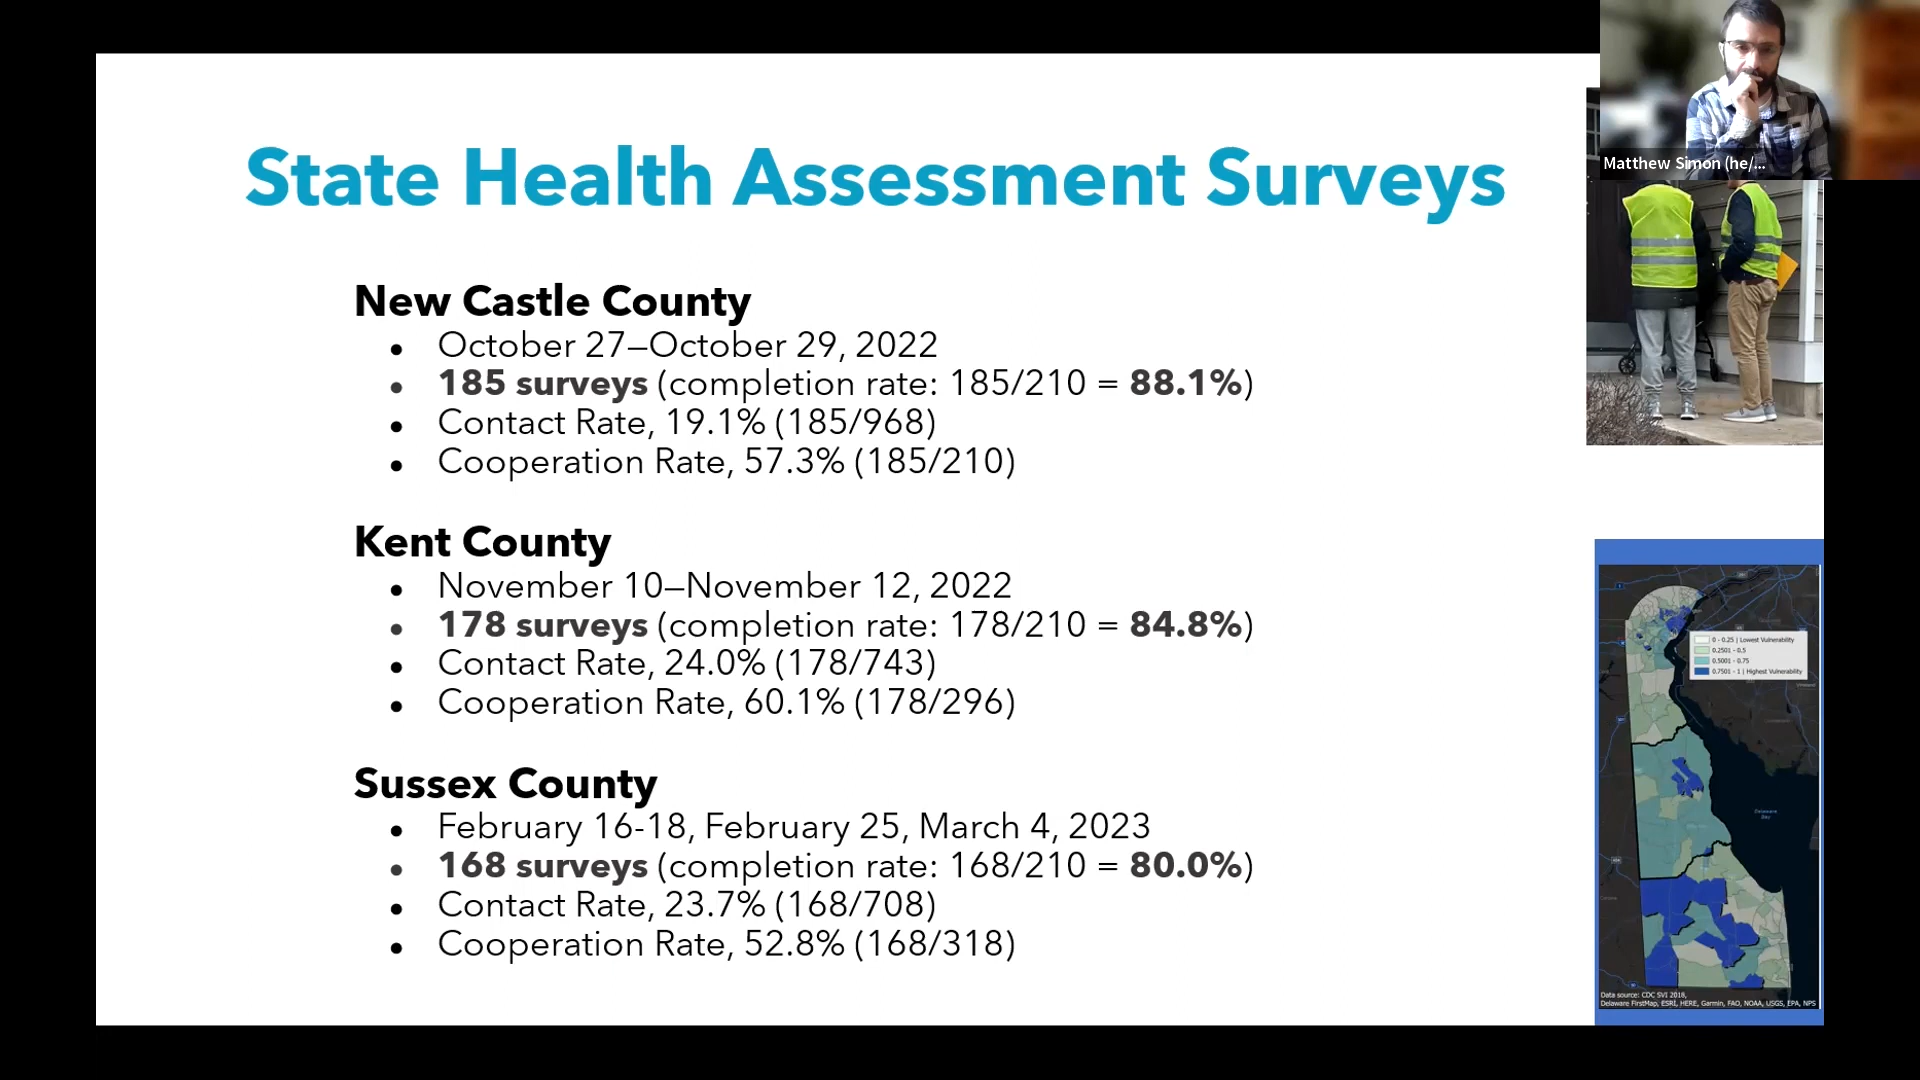 State Health Assessment Surveys
Matthew Simon (he/...
New Castle County
• October 27–October 29, 2022
• 185 surveys (completion rate: 185/210 = 88.1%)
• Contact Rate, 19.1% (185/968)
• Cooperation Rate, 57.3% (185/210)
Kent County
• November 10–November 12, 2022
• 178 surveys (completion rate: 178/210 = 84.8%)
• Contact Rate, 24.0% (178/743)
• Cooperation Rate, 60.1% (178/296)
Sussex County
• February 16-18, February 25, March 4, 2023
• 168 surveys (completion rate: 168/210 = 80.0%)
• Contact Rate, 23.7% (168/708)
• Cooperation Rate, 52.8% (168/318)
0 - 0.25 | Lowest Vulnerability
0.2501 - 0.5
0.5001 - 0.75
0.7501 - 1 | Highest Vulnerability
Delaware
Bay
Data source: CDC SVI 2018,
Delaware FirstMap, ESRI, HERE, Garmin, FAO, NOAA, USGS, EPA, NPS